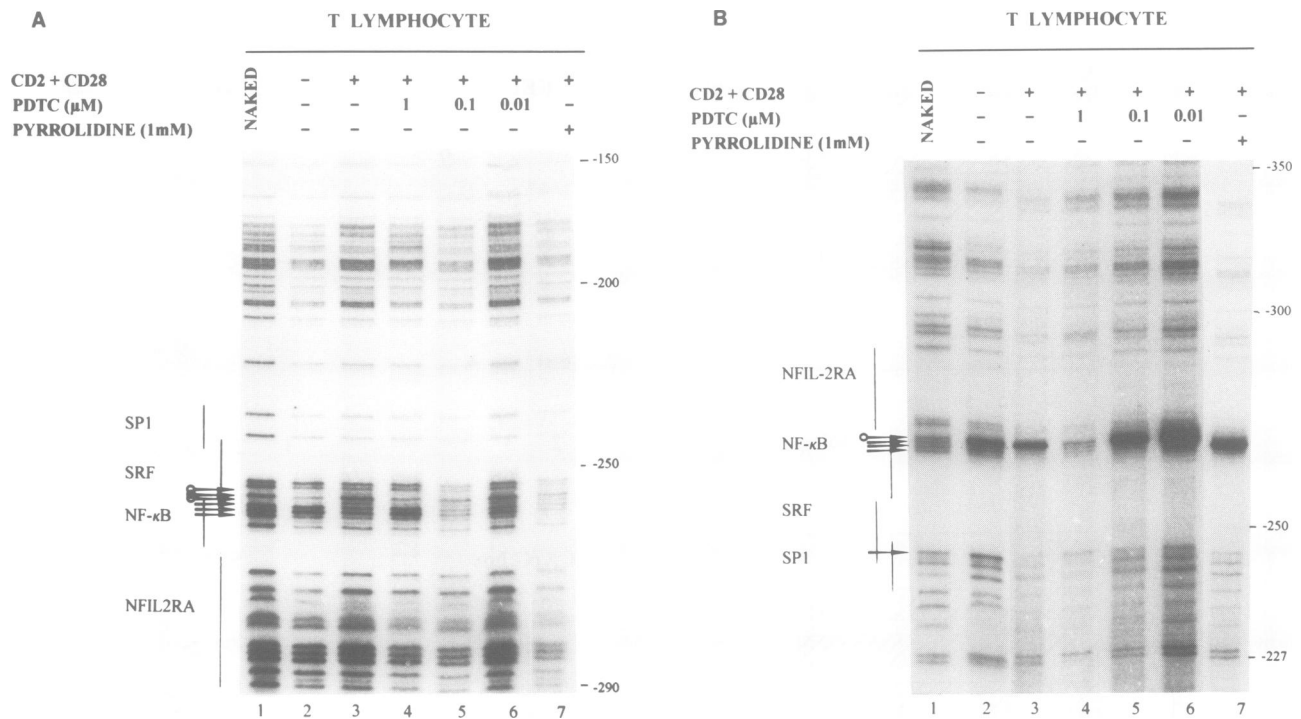 A
T LYMPHOCYTE
NAKED
CD2 + CD28 - + + + + +
PDTC (μM) - - 1 0.1 0.01 -
PYRROLIDINE (1mM) - - - - - +
-150
-200
SP1
SRF
-250
NF-κB
NFIL2RA
-290
1 2 3 4 5 6 7
B
T LYMPHOCYTE
NAKED
CD2 + CD28 - + + + + +
PDTC (μM) - - 1 0.1 0.01 -
PYRROLIDINE (1mM) - - - - - +
-350
-300
NFIL-2RA
NF-κB
SRF
-250
SP1
-227
1 2 3 4 5 6 7